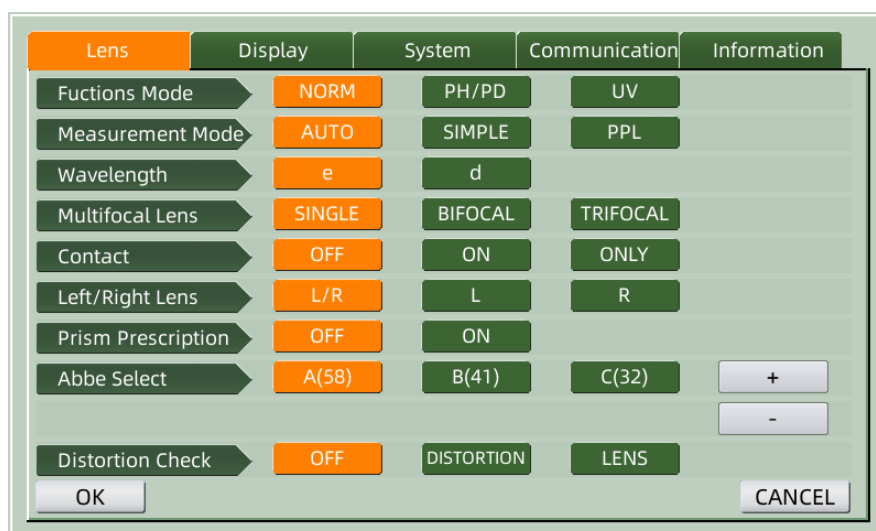 Lens Display System Communication Information
Fuctions Mode NORM PH/PD UV
Measurement Mode AUTO SIMPLE PPL
Wavelength e d
Multifocal Lens SINGLE BIFOCAL TRIFOCAL
Contact OFF ON ONLY
Left/Right Lens L/R L R
Prism Prescription OFF ON
Abbe Select A(58) B(41) C(32) +
-
Distortion Check OFF DISTORTION LENS
OK CANCEL